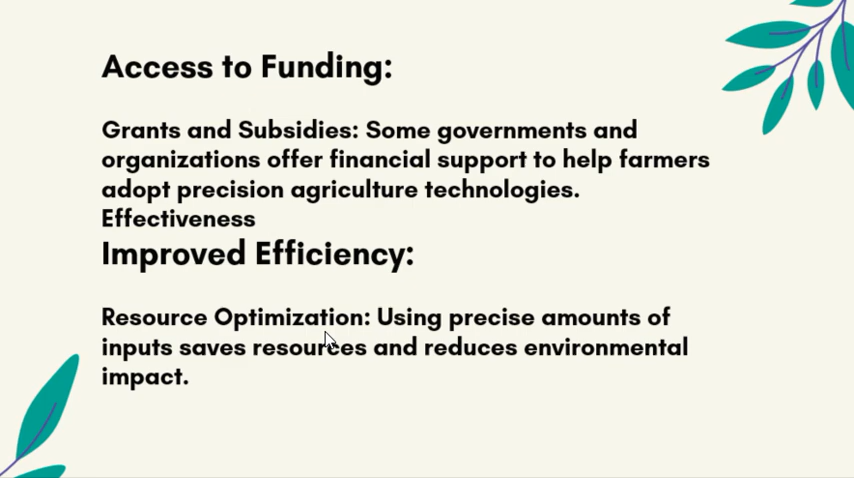 Access to Funding:
Grants and Subsidies: Some governments and
organizations offer financial support to help farmers
adopt precision agriculture technologies.
Effectiveness
Improved Efficiency:
Resource Optimization: Using precise amounts of
inputs saves resources and reduces environmental
impact.